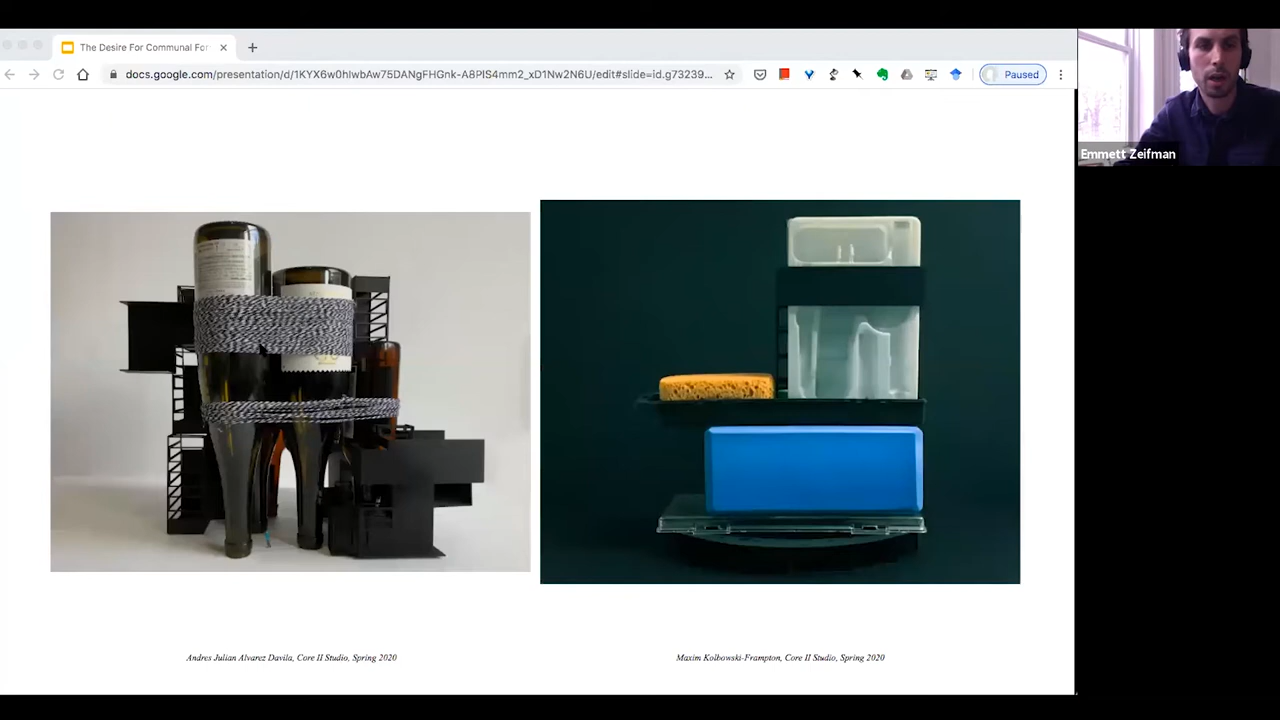 The Desire For Communal For
docs.google.com/presentation/d/1KYX6w0hIwbAw75DANgFHGnk-A8PIS4mm2_xD1Nw2N6U/edit#slide=id.g73239...
Paused
Emmett Zeifman
Andres Julian Alvarez Davila, Core II Studio, Spring 2020
Maxim Kolbowski-Frampton, Core II Studio, Spring 2020